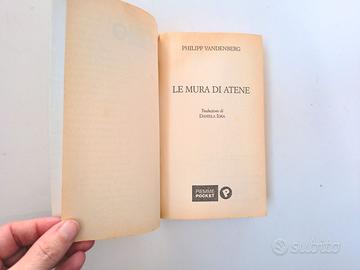 PHILIPP VANDENBERG
LE MURA DI ATENE
Traduzione di
DANIELA IDRA
PIEMME
POCKET
P
subito